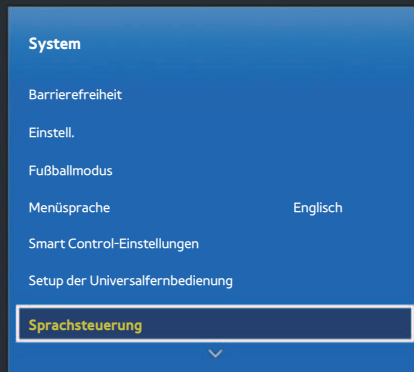 System
Barrierefreiheit
Einstell.
Fußballmodus
Menüsprache Englisch
Smart Control-Einstellungen
Setup der Universalfernbedienung
Sprachsteuerung